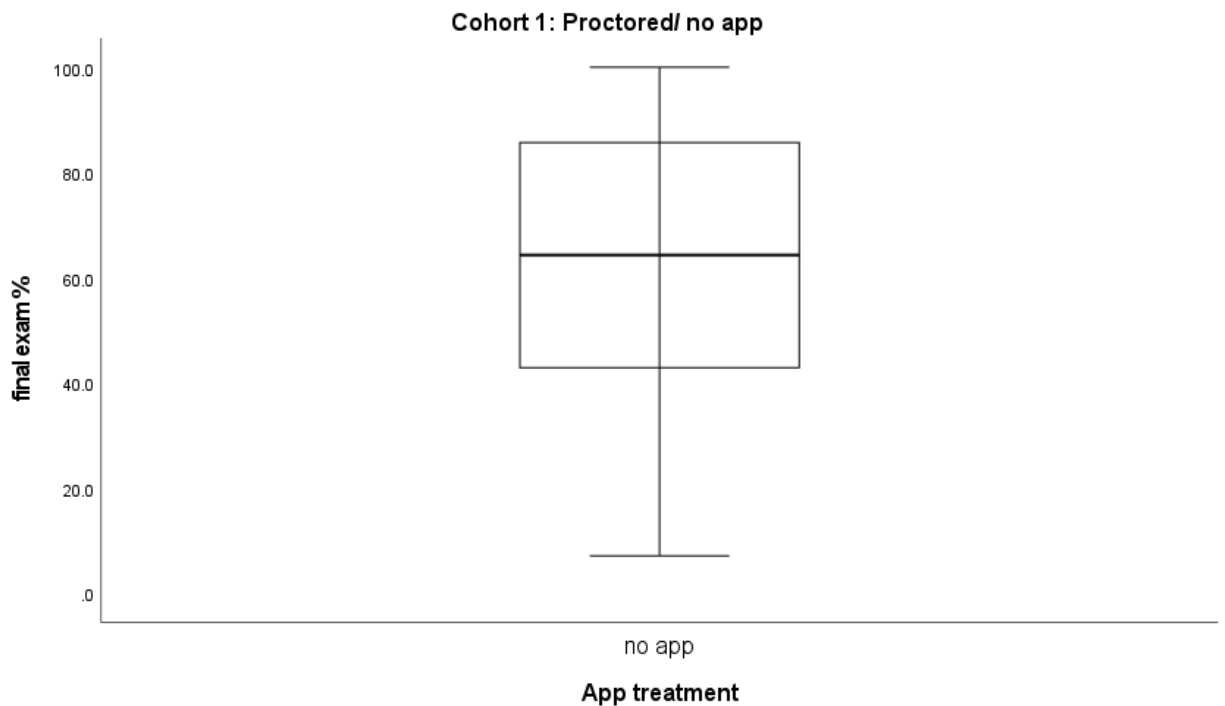 Cohort 1: Proctored/ no app
100.0
80.0
60.0
40.0
20.0
.0
final exam%
no app
App treatment